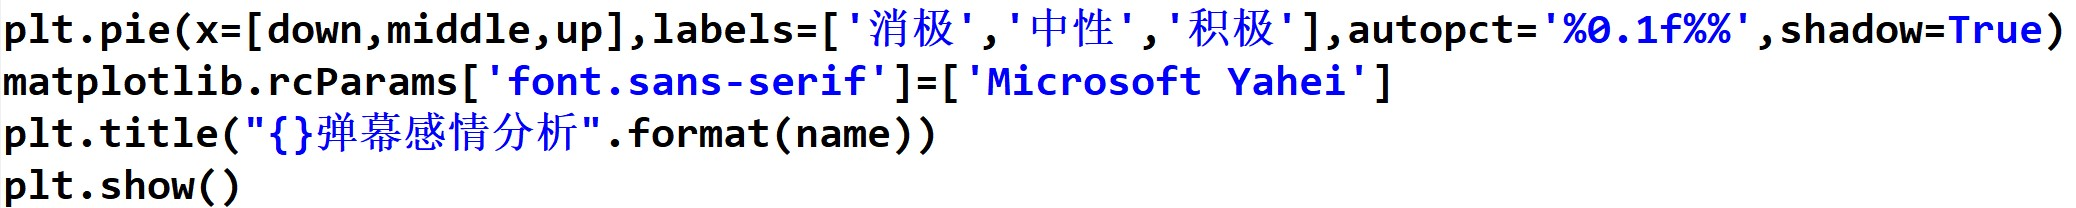 plt.pie(x=[down,middle,up],labels=['消极','中性','积极'],autopct='%0.1f%%',shadow=True)
matplotlib.rcParams['font.sans-serif']=['Microsoft Yahei']
plt.title("{}弹幕感情分析".format(name))
plt.show()